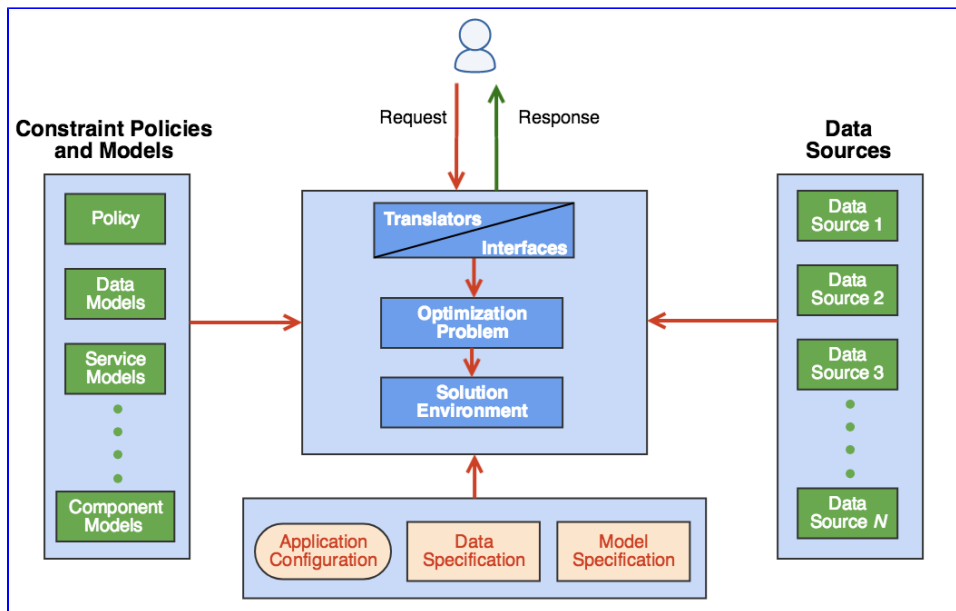 Request
Response
Constraint Policies
and Models
Data
Sources
Policy
Data
Models
Service
Models
Component
Models
Translators
Interfaces
Optimization
Problem
Solution
Environment
Data
Source 1
Data
Source 2
Data
Source 3
Data
Source N
Application
Configuration
Data
Specification
Model
Specification